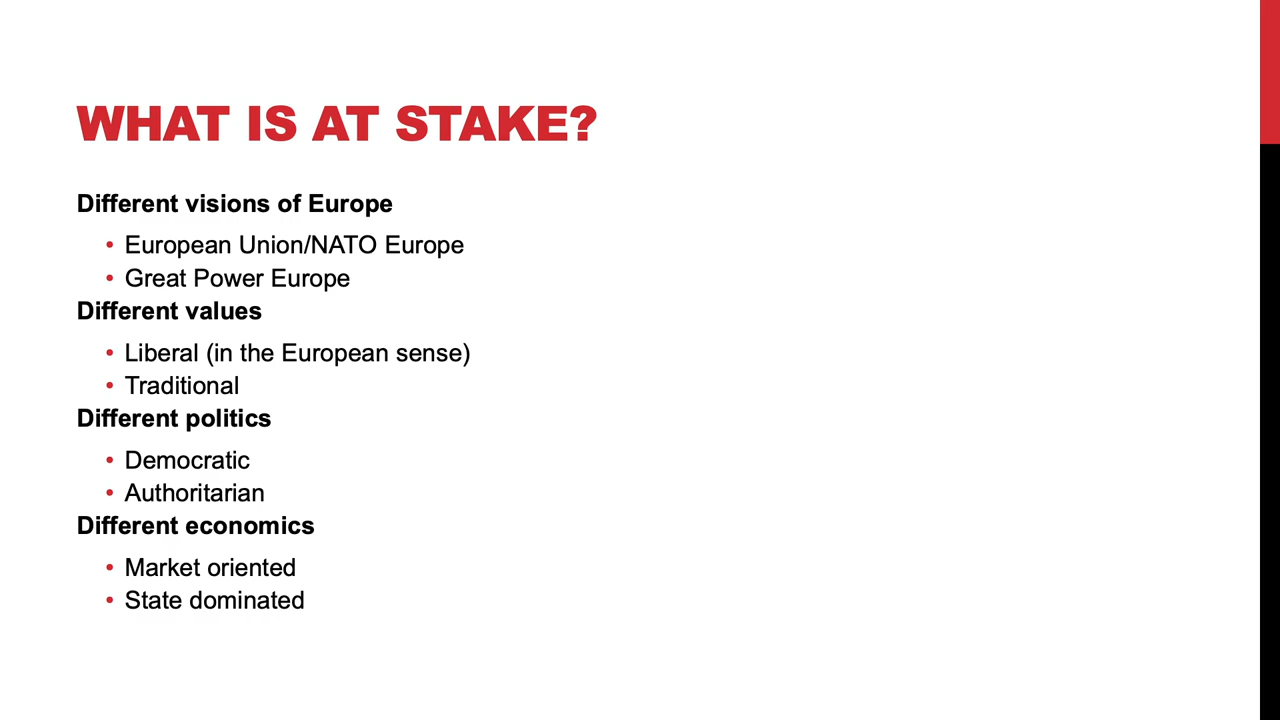 WHAT IS AT STAKE?
Different visions of Europe
• European Union/NATO Europe
• Great Power Europe
Different values
• Liberal (in the European sense)
• Traditional
Different politics
• Democratic
• Authoritarian
Different economics
• Market oriented
• State dominated